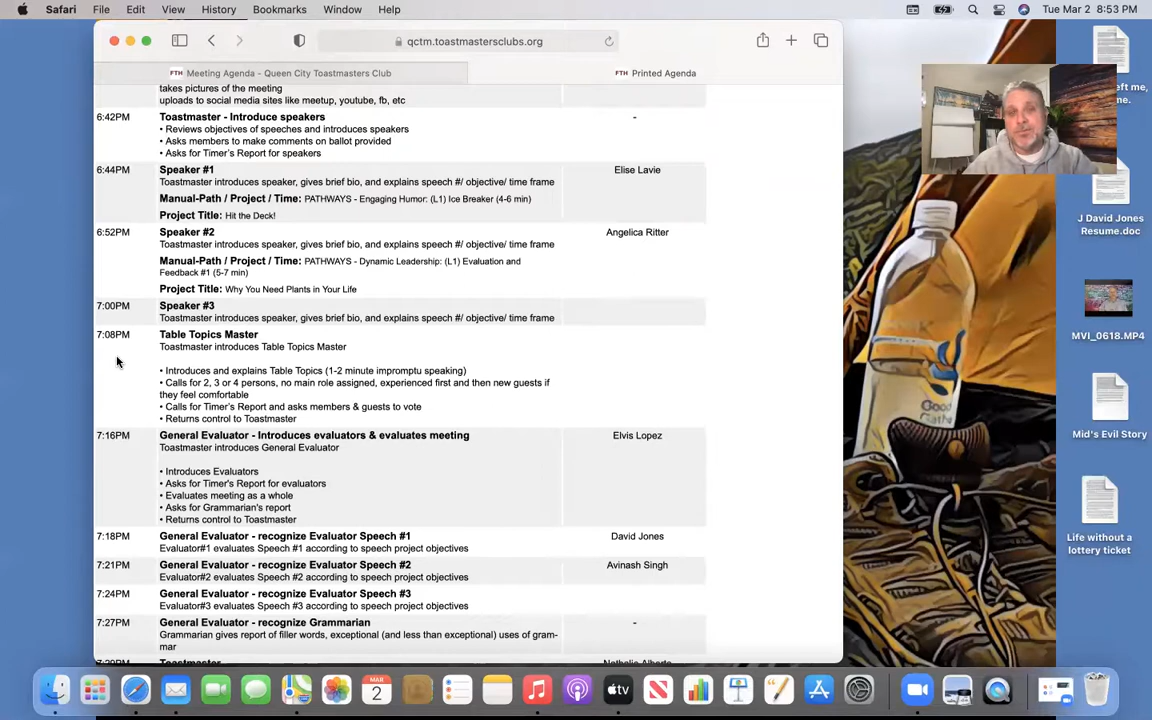 Safari File Edit View History Bookmarks Window Help Tue Mar 2 8:53 PM
qctm.toastmastersclubs.org
FTH Meeting Agenda - Queen City Toastmasters Club
FTH Printed Agenda
takes pictures of the meeting
uploads to social media sites like meetup, youtube, fb, etc
6:42PM Toastmaster - Introduce speakers -
• Reviews objectives of speeches and introduces speakers
• Asks members to make comments on ballot provided
• Asks for Timer's Report for speakers
6:44PM Speaker #1 Elise Lavie
Toastmaster introduces speaker, gives brief bio, and explains speech #/ objective/ time frame
Manual-Path / Project / Time: PATHWAYS - Engaging Humor: (L1) Ice Breaker (4-6 min)
Project Title: Hit the Deck!
6:52PM Speaker #2 Angelica Ritter
Toastmaster introduces speaker, gives brief bio, and explains speech #/ objective/ time frame
Manual-Path / Project / Time: PATHWAYS - Dynamic Leadership: (L1) Evaluation and
Feedback #1 (5-7 min)
Project Title: Why You Need Plants in Your Life
7:00PM Speaker #3
Toastmaster introduces speaker, gives brief bio, and explains speech #/ objective/ time frame
7:08PM Table Topics Master
Toastmaster introduces Table Topics Master
• Introduces and explains Table Topics (1-2 minute impromptu speaking)
• Calls for 2, 3 or 4 persons, no main role assigned, experienced first and then new guests if
they feel comfortable
• Calls for Timer's Report and asks members & guests to vote
• Returns control to Toastmaster
7:16PM General Evaluator - Introduces evaluators & evaluates meeting Elvis Lopez
Toastmaster introduces General Evaluator
• Introduces Evaluators
• Asks for Timer's Report for evaluators
• Evaluates meeting as a whole
• Asks for Grammarian's report
• Returns control to Toastmaster
7:18PM General Evaluator - recognize Evaluator Speech #1 David Jones
Evaluator#1 evaluates Speech #1 according to speech project objectives
7:21PM General Evaluator - recognize Evaluator Speech #2 Avinash Singh
Evaluator#2 evaluates Speech #2 according to speech project objectives
7:24PM General Evaluator - recognize Evaluator Speech #3
Evaluator#3 evaluates Speech #3 according to speech project objectives
7:27PM General Evaluator - recognize Grammarian -
Grammarian gives report of filler words, exceptional (and less than exceptional) uses of gram-
mar
7:29PM Toastmaster Nathalie Alberto
eft me,
ne.
J David Jones
Resume.doc
MVI_0618.MP4
Mid's Evil Story
Life without a
lottery ticket
Good
Gathe
MAR
2
tv